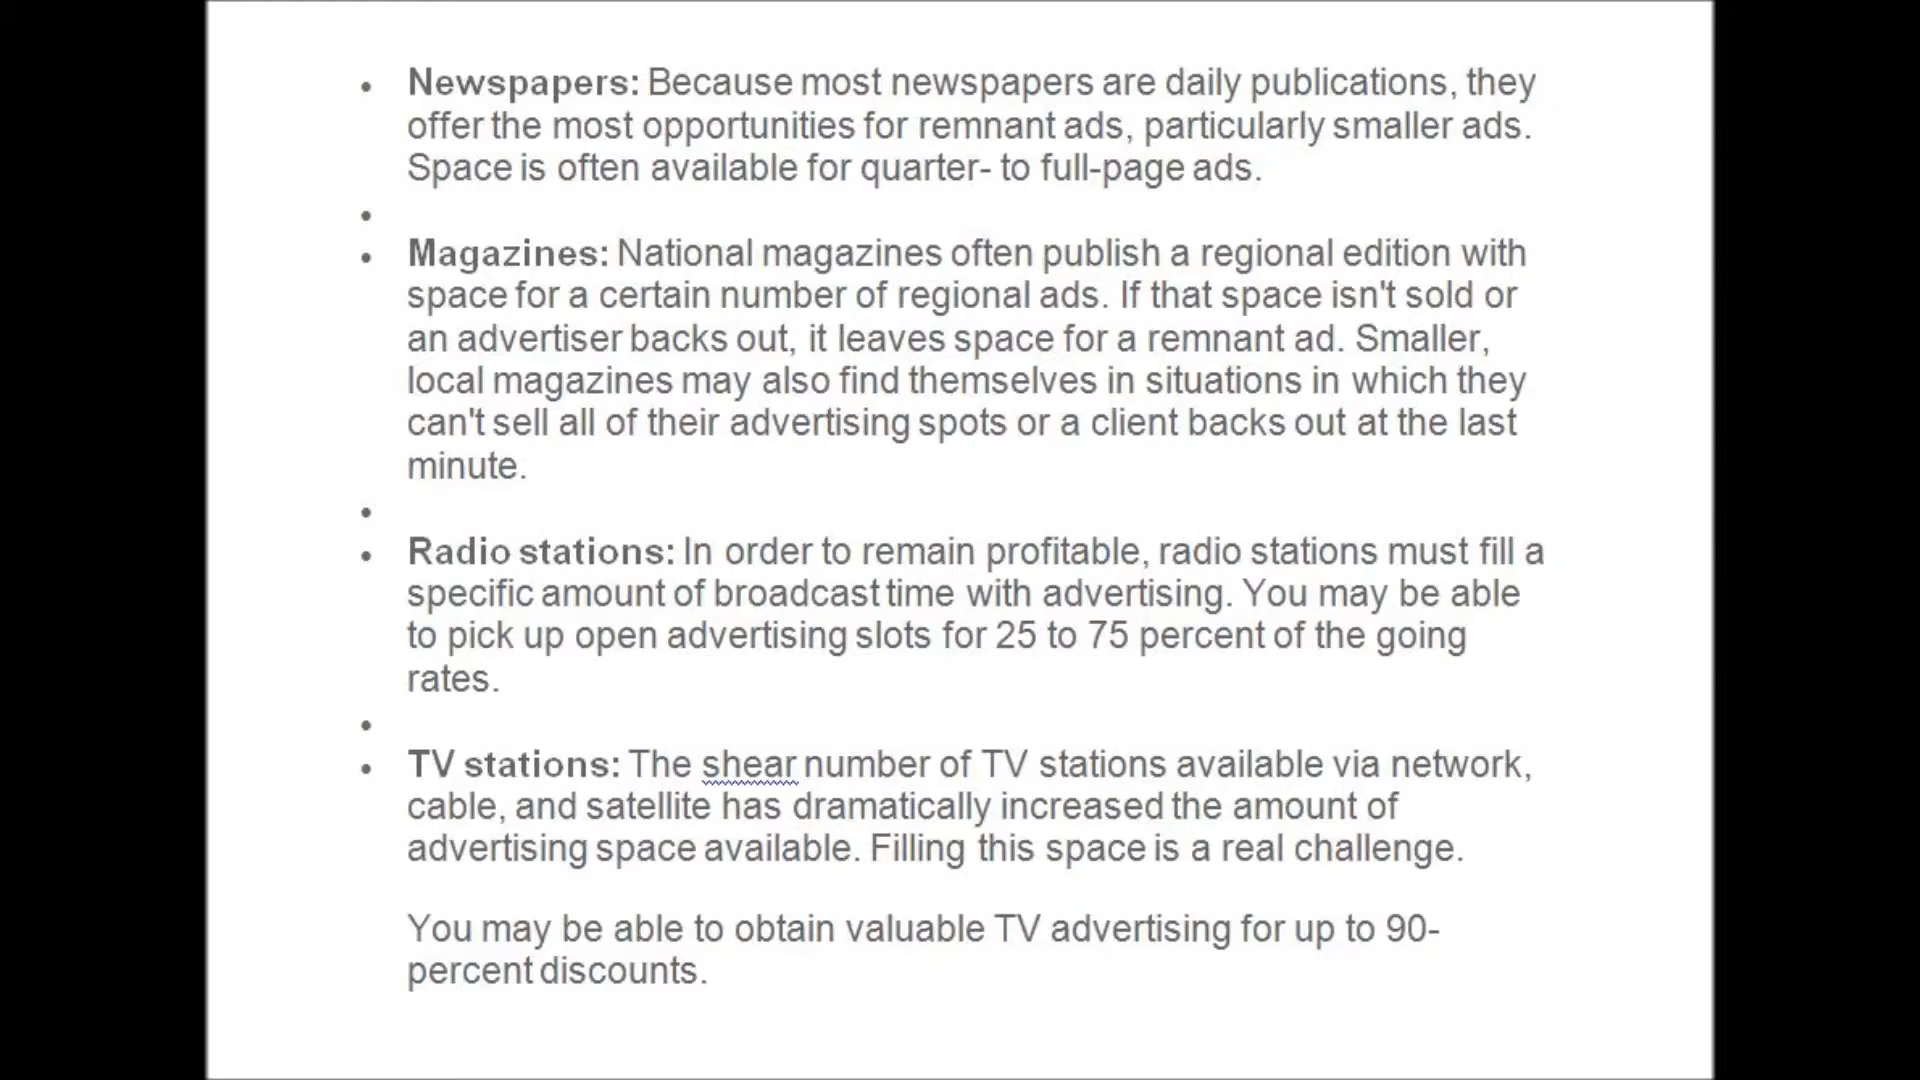 • Newspapers: Because most newspapers are daily publications, they
offer the most opportunities for remnant ads, particularly smaller ads.
Space is often available for quarter- to full-page ads.
•
• Magazines: National magazines often publish a regional edition with
space for a certain number of regional ads. If that space isn't sold or
an advertiser backs out, it leaves space for a remnant ad. Smaller,
local magazines may also find themselves in situations in which they
can't sell all of their advertising spots or a client backs out at the last
minute.
•
• Radio stations: In order to remain profitable, radio stations must fill a
specific amount of broadcast time with advertising. You may be able
to pick up open advertising slots for 25 to 75 percent of the going
rates.
•
• TV stations: The shear number of TV stations available via network,
cable, and satellite has dramatically increased the amount of
advertising space available. Filling this space is a real challenge.
You may be able to obtain valuable TV advertising for up to 90-
percent discounts.